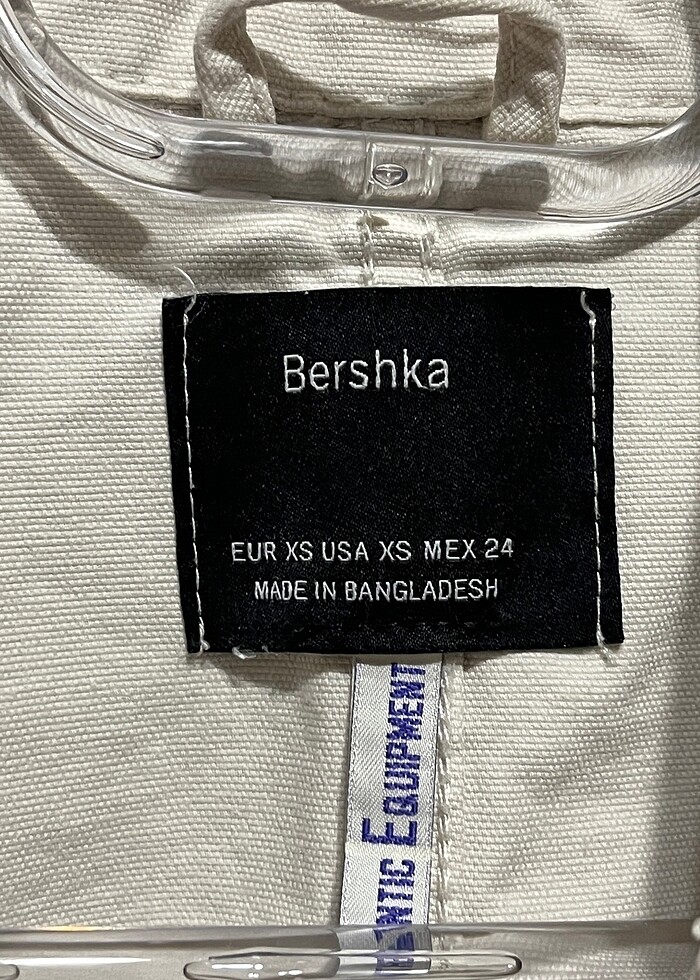 Bershka
EUR XS USA XS MEX 24
MADE IN BANGLADESH
EQUIPMENT